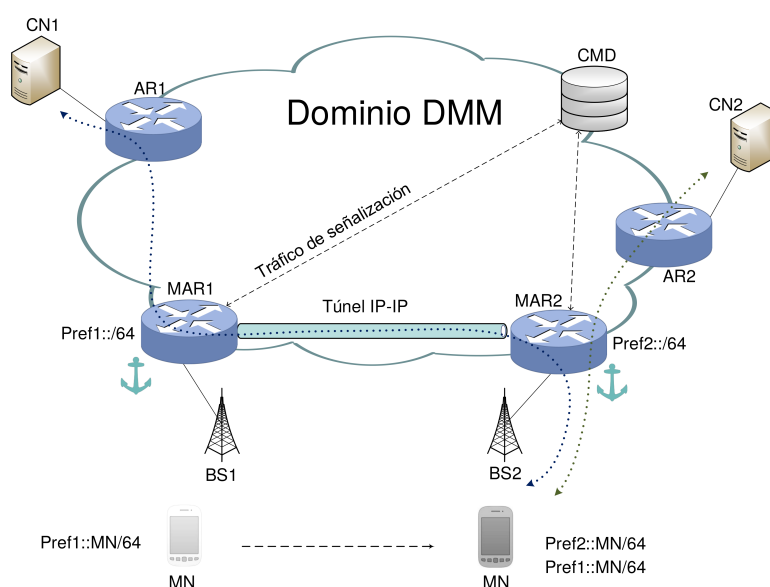 CN1
AR1
CMD
Dominio DMM
CN2
Tráfico de señalización
AR2
MAR1
Túnel IP-IP
MAR2
Pref1::/64
Pref2::/64
BS1
BS2
Pref1::MN/64
Pref2::MN/64
Pref1::MN/64
MN
MN